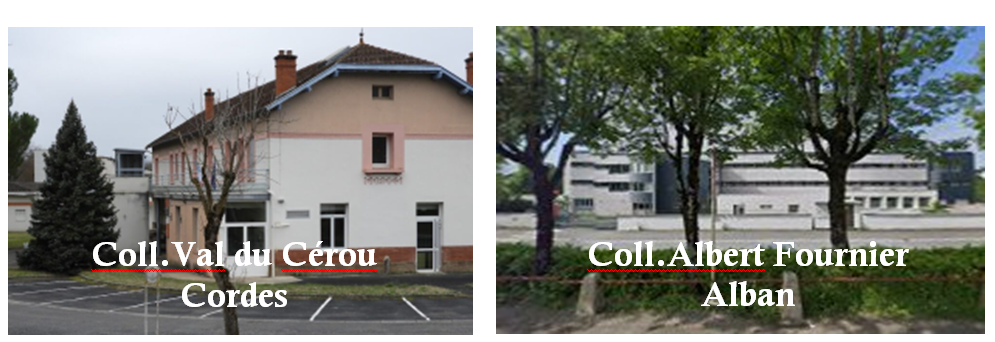 Coll.Val du Cérou
Cordes
Coll.Albert Fournier
Alban